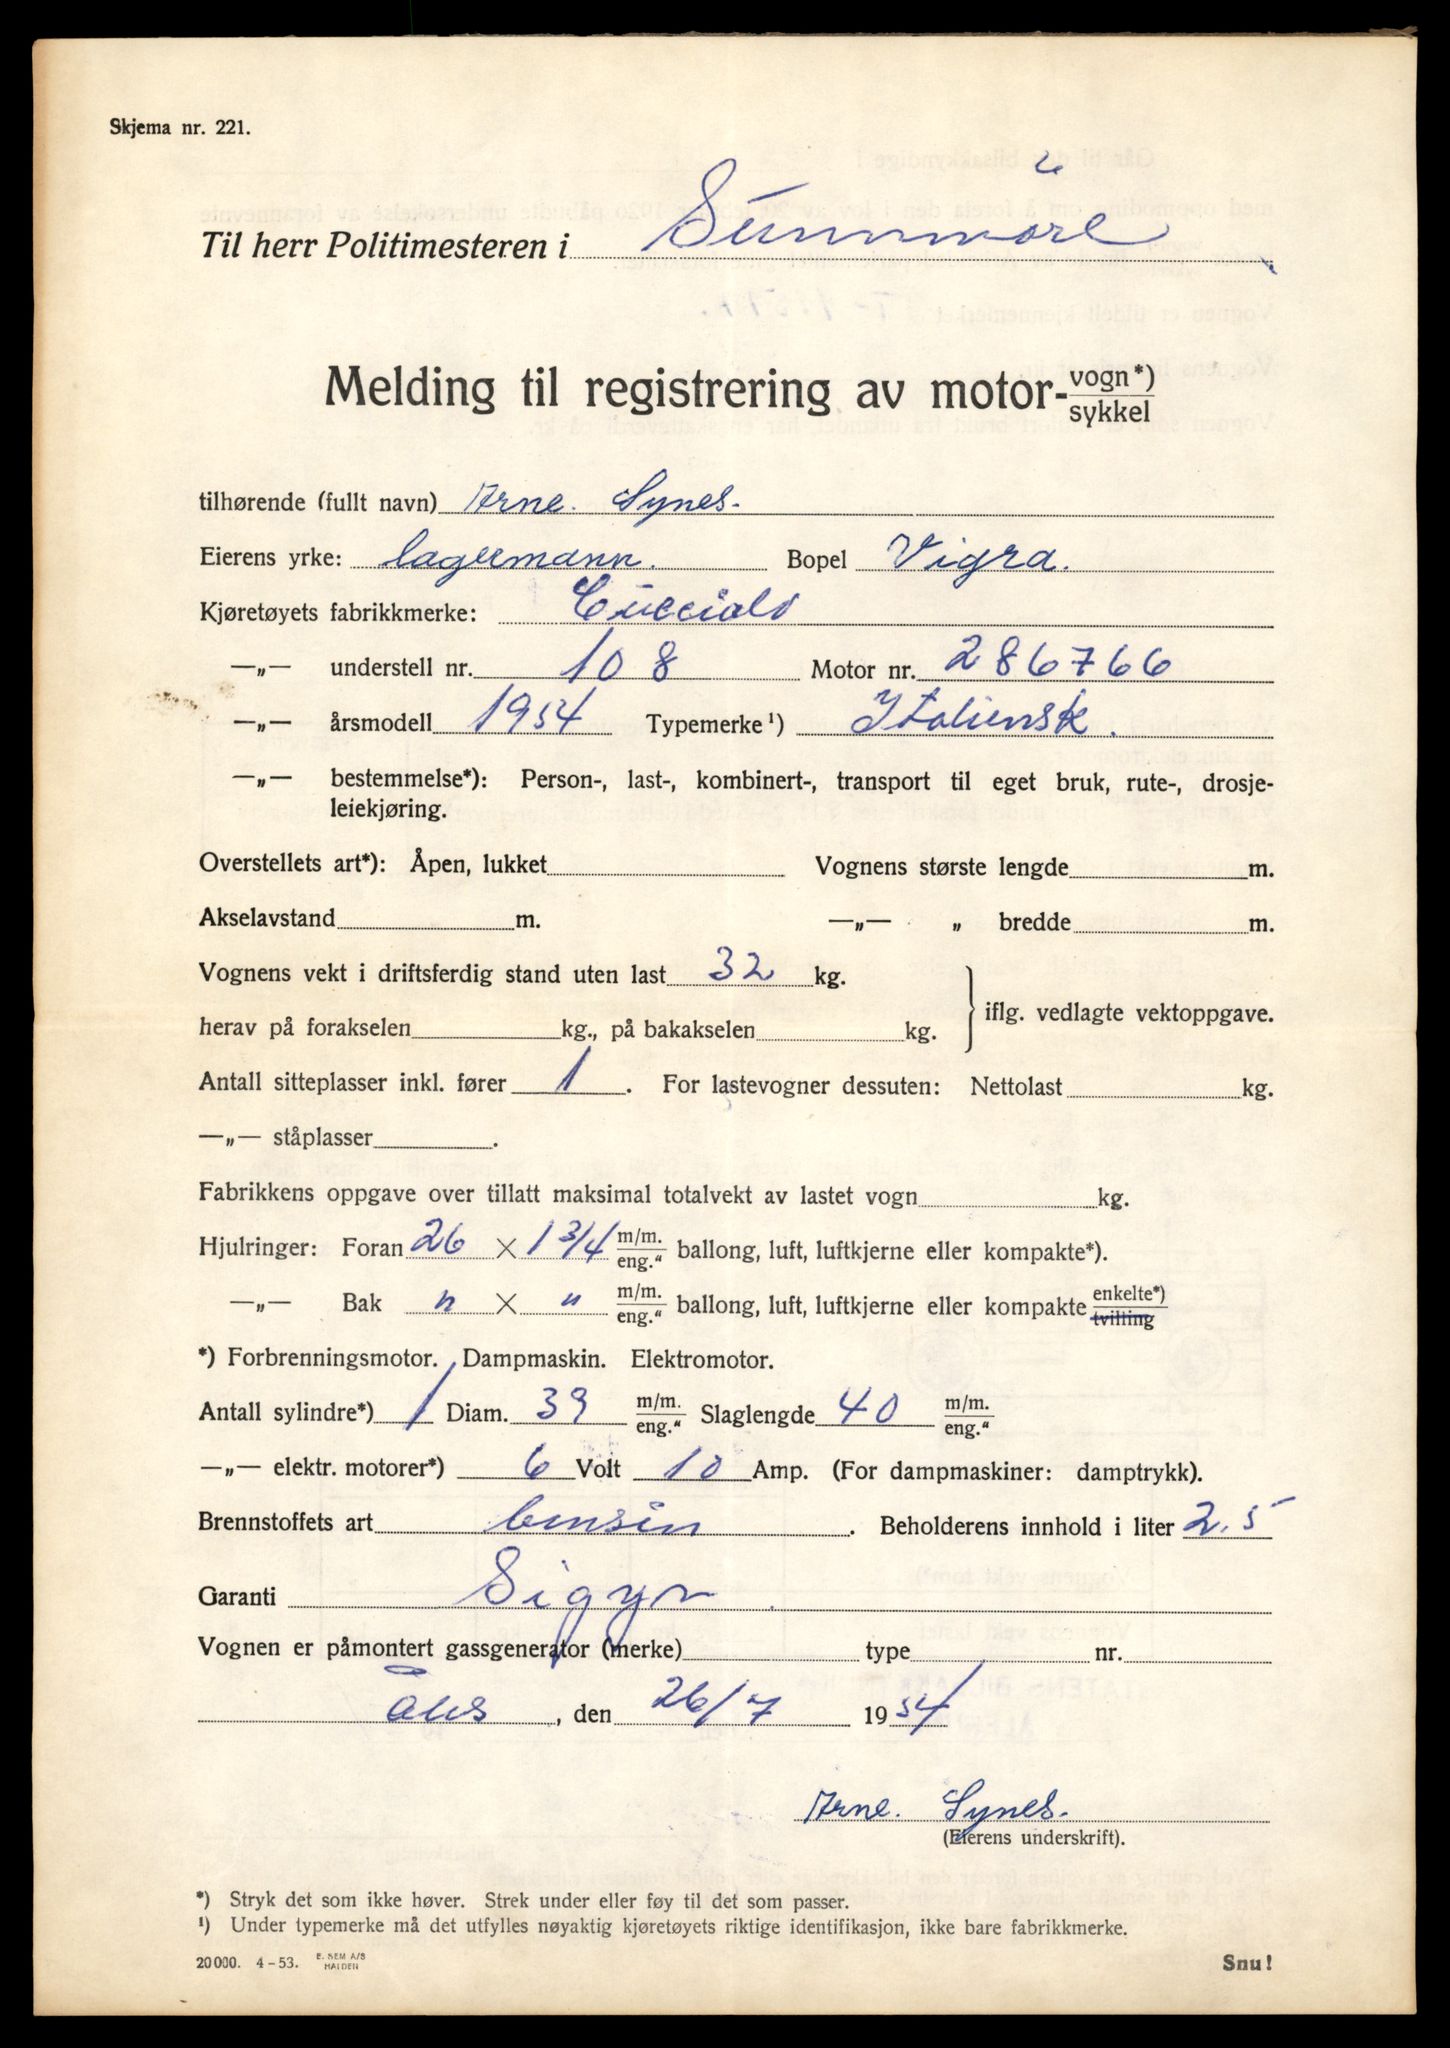 Skjema nr. 221.
Til herr Politimesteren i Sunnmöre
Melding til registrering av motor-vogn*)/sykkel
tilhørende (fullt navn) Arne. Synes.
Eierens yrke: lagermann. Bopel Vigra.
Kjøretøyets fabrikkmerke: Cucciolo
—„— understell nr. 108 Motor nr. 286766
—„— årsmodell 1954 Typemerke¹) Italiensk.
—„— bestemmelse*): Person-, last-, kombinert-, transport til eget bruk, rute-, drosje-
leiekjøring.
Overstellets art*): Åpen, lukket Vognens største lengde m.
Akselavstand m. —„— „ bredde m.
Vognens vekt i driftsferdig stand uten last 32 kg.
herav på forakselen kg., på bakakselen kg. } iflg. vedlagte vektoppgave.
Antall sitteplasser inkl. fører 1. For lastevogner dessuten: Nettolast kg.
—„— ståplasser .
Fabrikkens oppgave over tillatt maksimal totalvekt av lastet vogn kg.
Hjulringer: Foran 26 × 1 3/4 m/m./eng.“ ballong, luft, luftkjerne eller kompakte*).
—„— Bak " × " m/m./eng.“ ballong, luft, luftkjerne eller kompakte enkelte*)/tvilling
*) Forbrenningsmotor. Dampmaskin. Elektromotor.
Antall sylindre*) 1 Diam. 39 m/m./eng.“ Slaglengde 40 m/m./eng.“
—„— elektr. motorer*) 6 Volt 10 Amp. (For dampmaskiner: damptrykk).
Brennstoffets art bensin. Beholderens innhold i liter 2,5
Garanti Sigyn.
Vognen er påmontert gassgenerator (merke) type nr.
, den 26/7 1954
Arne. Synes.
(Eierens underskrift).
*) Stryk det som ikke høver. Strek under eller føy til det som passer.
¹) Under typemerke må det utfylles nøyaktig kjøretøyets riktige identifikasjon, ikke bare fabrikkmerke.
20 000. 4-53. E. SEM A/S HALDEN Snu!